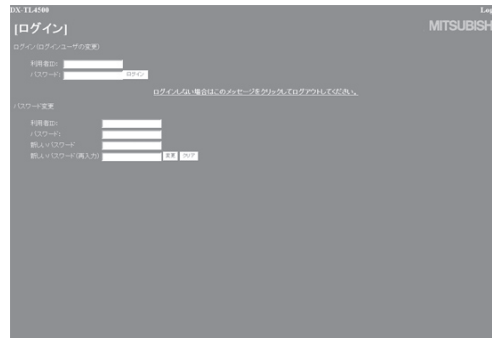 DX-TL4500
Log
[ログイン]
MITSUBISH
ログイン(ログインユーザの変更)
利用者ID:
パスワード:
ログイン
ログインしない場合はこのメッセージをクリックしてログアウトしてください。
パスワード変更
利用者ID:
パスワード:
新しいパスワード
新しいパスワード(再入力)
変更 クリア